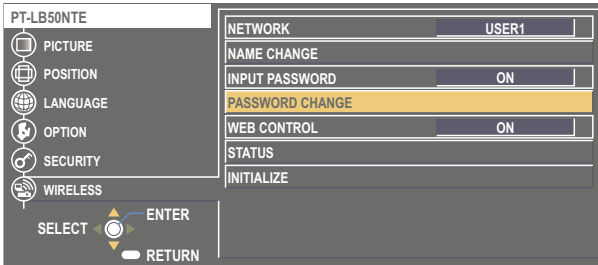 PT-LB50NTE
PICTURE
POSITION
LANGUAGE
OPTION
SECURITY
WIRELESS
SELECT
ENTER
RETURN
NETWORK USER1
NAME CHANGE
INPUT PASSWORD ON
PASSWORD CHANGE
WEB CONTROL ON
STATUS
INITIALIZE